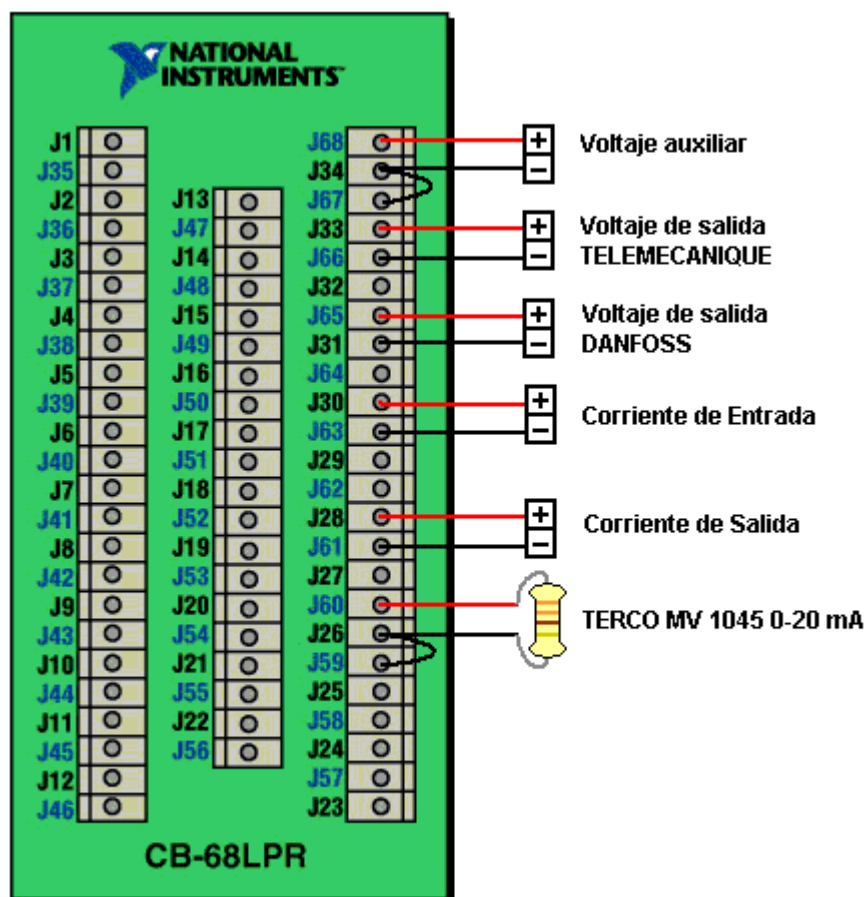 NATIONAL
INSTRUMENTS™
J1
J35
J2
J36
J3
J37
J4
J38
J5
J39
J6
J40
J7
J41
J8
J42
J9
J43
J10
J44
J11
J45
J12
J46
J13
J47
J14
J48
J15
J49
J16
J50
J17
J51
J18
J52
J19
J53
J20
J54
J21
J55
J22
J56
J68
J34
J67
J33
J66
J32
J65
J31
J64
J30
J63
J29
J62
J28
J61
J27
J60
J26
J59
J25
J58
J24
J57
J23
+
−
Voltaje auxiliar
+
−
Voltaje de salida
TELEMECANIQUE
+
−
Voltaje de salida
DANFOSS
+
−
Corriente de Entrada
+
−
Corriente de Salida
TERCO MV 1045 0-20 mA
CB-68LPR